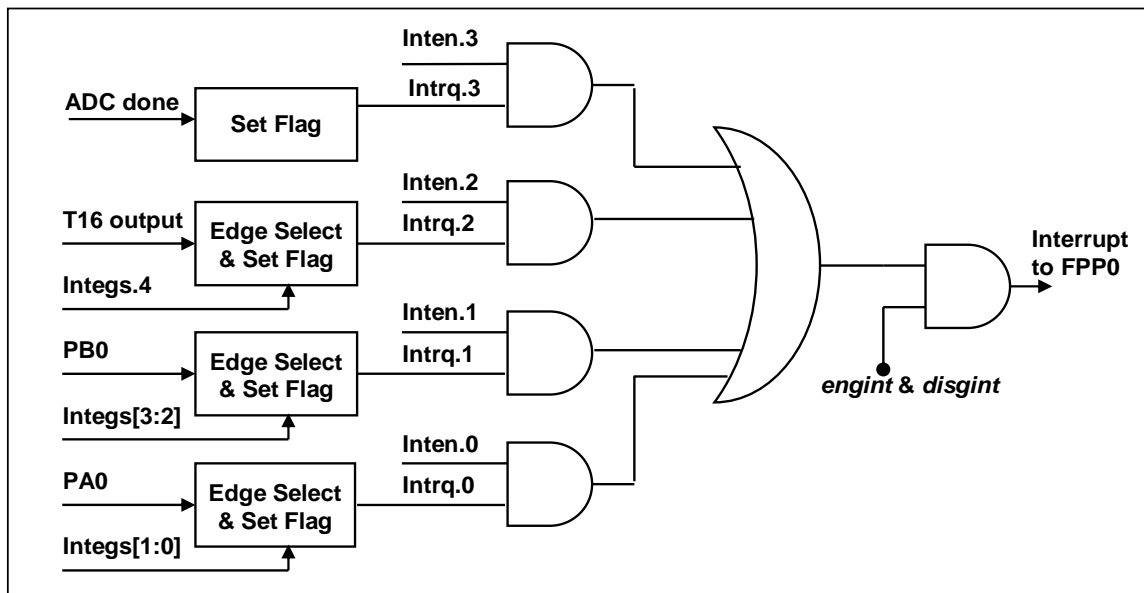 Inten.3
ADC done
Set Flag
Intrq.3
Inten.2
T16 output
Edge Select
& Set Flag
Intrq.2
Integs.4
Interrupt
to FPP0
Inten.1
PB0
Edge Select
& Set Flag
Intrq.1
engint & disgint
Integs[3:2]
Inten.0
PA0
Edge Select
& Set Flag
Intrq.0
Integs[1:0]